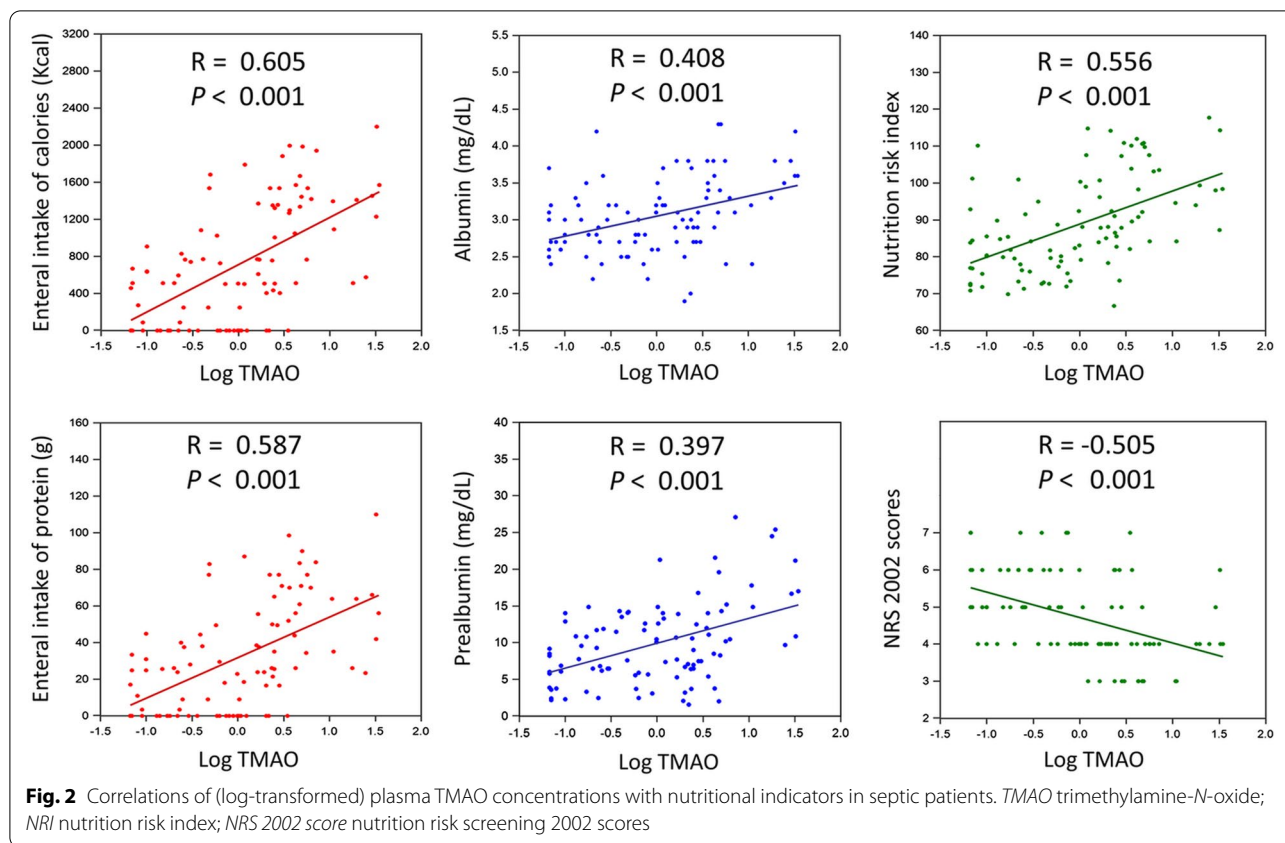 Enteral intake of calories (Kcal)
3200
2800
2400
2000
1600
1200
800
400
0
R = 0.605
P < 0.001
-1.5 -1.0 -0.5 0.0 0.5 1.0 1.5 2.0
Log TMAO
Albumin (mg/dL)
5.5
5.0
4.5
4.0
3.5
3.0
2.5
2.0
1.5
R = 0.408
P < 0.001
-1.5 -1.0 -0.5 0.0 0.5 1.0 1.5 2.0
Log TMAO
Nutrition risk index
140
130
120
110
100
90
80
70
60
R = 0.556
P < 0.001
-1.5 -1.0 -0.5 0.0 0.5 1.0 1.5 2.0
Log TMAO
Enteral intake of protein (g)
160
140
120
100
80
60
40
20
0
R = 0.587
P < 0.001
-1.5 -1.0 -0.5 0.0 0.5 1.0 1.5 2.0
Log TMAO
Prealbumin (mg/dL)
40
35
30
25
20
15
10
5
0
R = 0.397
P < 0.001
-1.5 -1.0 -0.5 0.0 0.5 1.0 1.5 2.0
Log TMAO
NRS 2002 scores
7
6
5
4
3
2
R = -0.505
P < 0.001
-1.5 -1.0 -0.5 0.0 0.5 1.0 1.5 2.0
Log TMAO
Fig. 2 Correlations of (log-transformed) plasma TMAO concentrations with nutritional indicators in septic patients. TMAO trimethylamine-N-oxide;
NRI nutrition risk index; NRS 2002 score nutrition risk screening 2002 scores